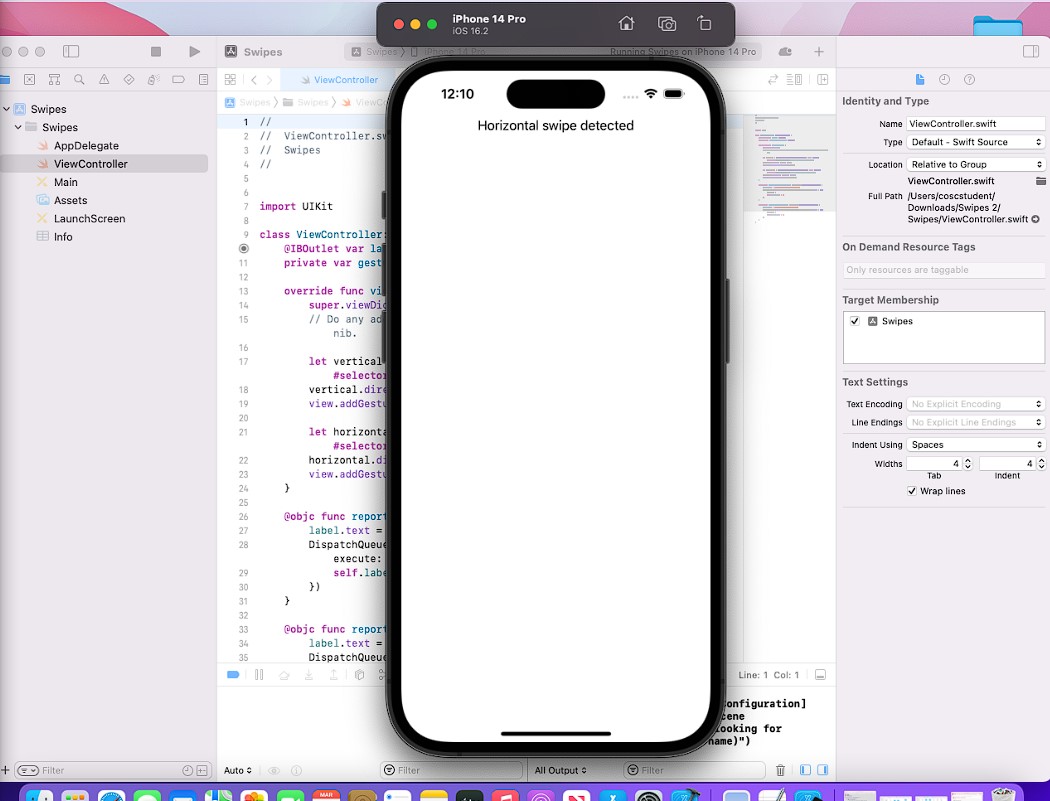 iPhone 14 Pro
iOS 16.2
Swipes
Swipes
iPhone 14 Pro
Running Swipes on iPhone 14 Pro
ViewController
Swipes
Swipes
Swipes
Swipes
AppDelegate
ViewController
Main
Assets
LaunchScreen
Info
1 //
2 // ViewController.sw
3 // Swipes
4 //
5
6
7 import UIKit
8
9 class ViewController:
@IBOutlet var la
11 private var gest
12
13 override func vi
14 super.viewDid
15 // Do any ad
nib.
16
17 let vertical
#selector
18 vertical.dire
19 view.addGestu
20
21 let horizonta
#selector
22 horizontal.di
23 view.addGestu
24 }
25
26 @objc func report
27 label.text =
28 DispatchQueue
execute:
29 self.labe
30 })
31 }
32
33 @objc func report
34 label.text =
35 DispatchQueue
12:10
Horizontal swipe detected
Line: 1 Col: 1
onfiguration]
cene
looking for
name)")
Filter
Auto
Filter
All Output
Filter
Identity and Type
Name ViewController.swift
Type Default - Swift Source
Location Relative to Group
ViewController.swift
Full Path /Users/coscstudent/
Downloads/Swipes 2/
Swipes/ViewController.swift
On Demand Resource Tags
Only resources are taggable
Target Membership
Swipes
Text Settings
Text Encoding No Explicit Encoding
Line Endings No Explicit Line Endings
Indent Using Spaces
Widths 4 4
Tab Indent
Wrap lines
MAR